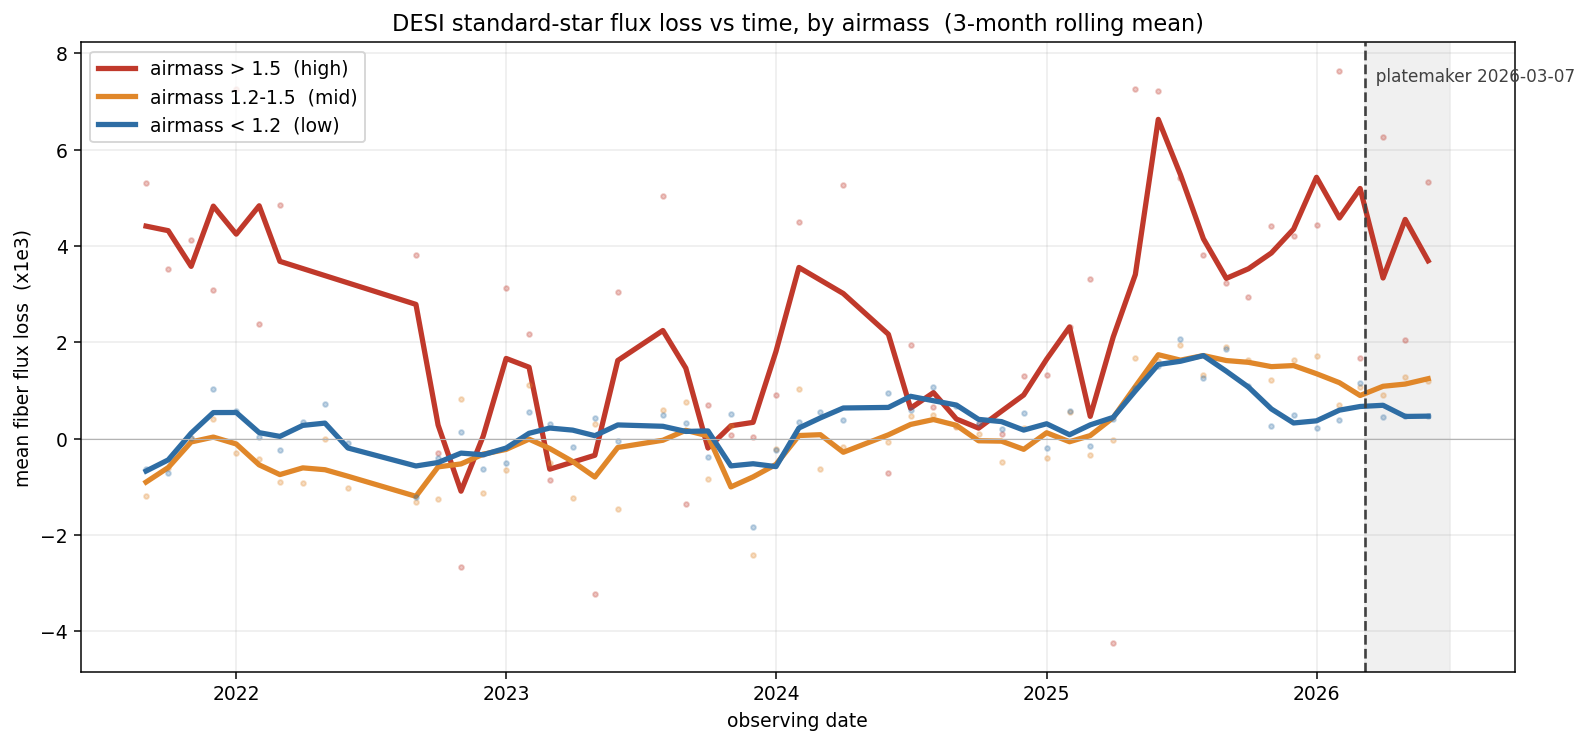 DESI standard-star flux loss vs time, by airmass  (3-month rolling mean)
airmass > 1.5  (high)
airmass 1.2-1.5  (mid)
airmass < 1.2  (low)
platemaker 2026-03-07
mean fiber flux loss  (x1e3)
8
6
4
2
0
−2
−4
2022
2023
2024
2025
2026
observing date